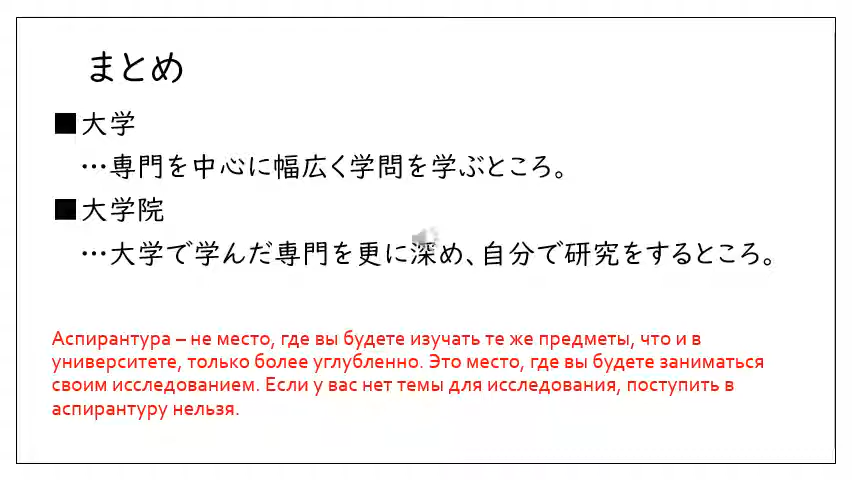 まとめ
■大学
…専門を中心に幅広く学問を学ぶところ。
■大学院
…大学で学んだ専門を更に深め、自分で研究をするところ。
Аспирантура – не место, где вы будете изучать те же предметы, что и в
университете, только более углубленно. Это место, где вы будете заниматься
своим исследованием. Если у вас нет темы для исследования, поступить в
аспирантуру нельзя.